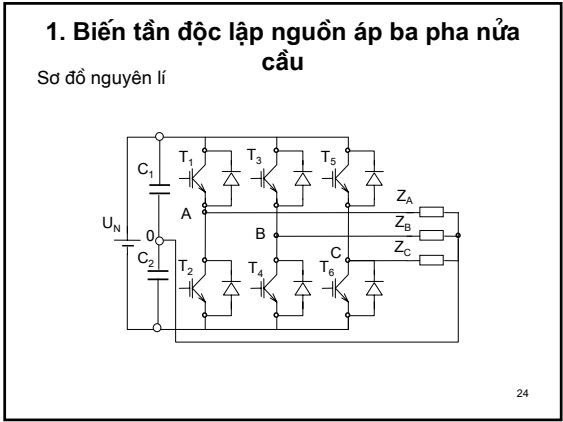 1. Biến tần độc lập nguồn áp ba pha nửa
cầu
Sơ đồ nguyên lí
T1 T3 T5
C1
ZA
A
UN
ZB
B
0
ZC
C
C2
T2 T4 T6
24